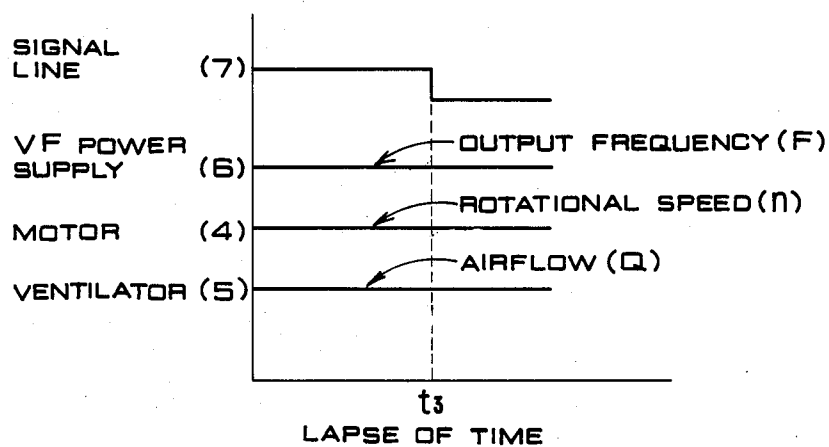 SIGNAL
LINE (7)
VF POWER
SUPPLY (6)
OUTPUT FREQUENCY (F)
MOTOR (4)
ROTATIONAL SPEED (n)
VENTILATOR (5)
AIRFLOW (Q)
t3
LAPSE OF TIME